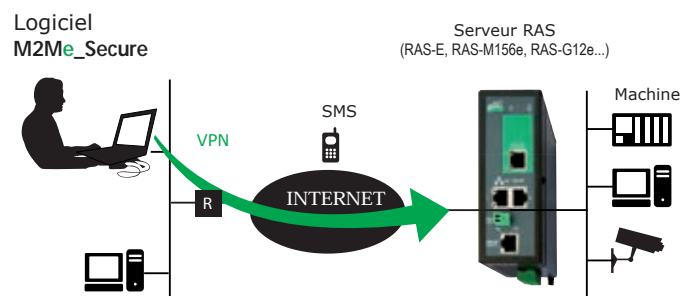 Logiciel
M2Me_Secure
Serveur RAS
(RAS-E, RAS-M156e, RAS-G12e...)
Machine
SMS
VPN
INTERNET
R